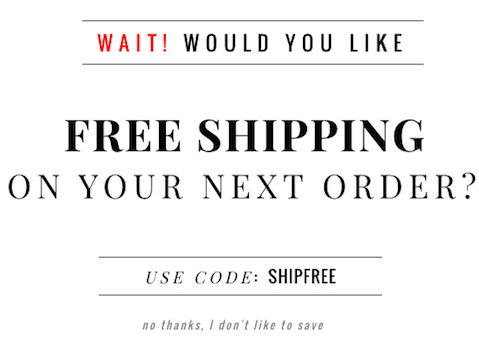 WAIT! WOULD YOU LIKE
FREE SHIPPING
ON YOUR NEXT ORDER?
USE CODE: SHIPFREE
no thanks, I don't like to save